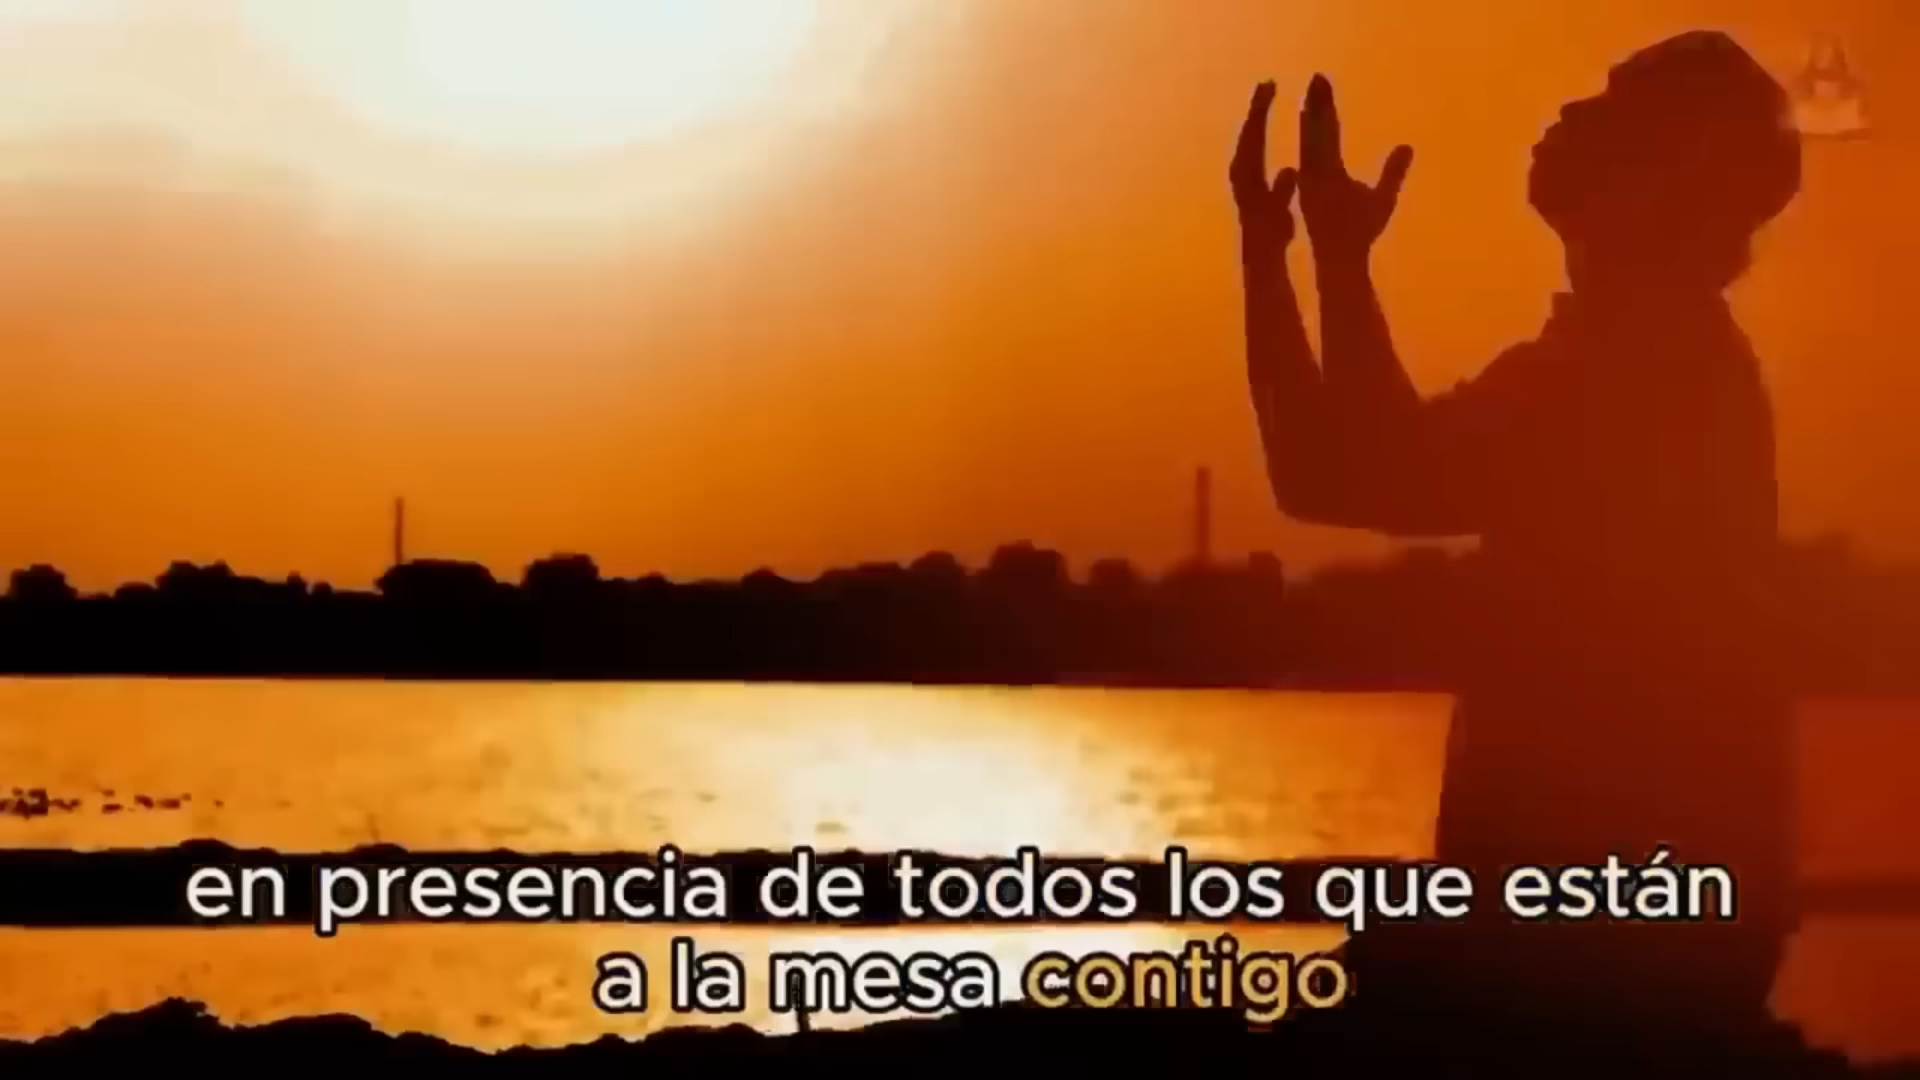 en presencia de todos los que están
a la mesa contigo